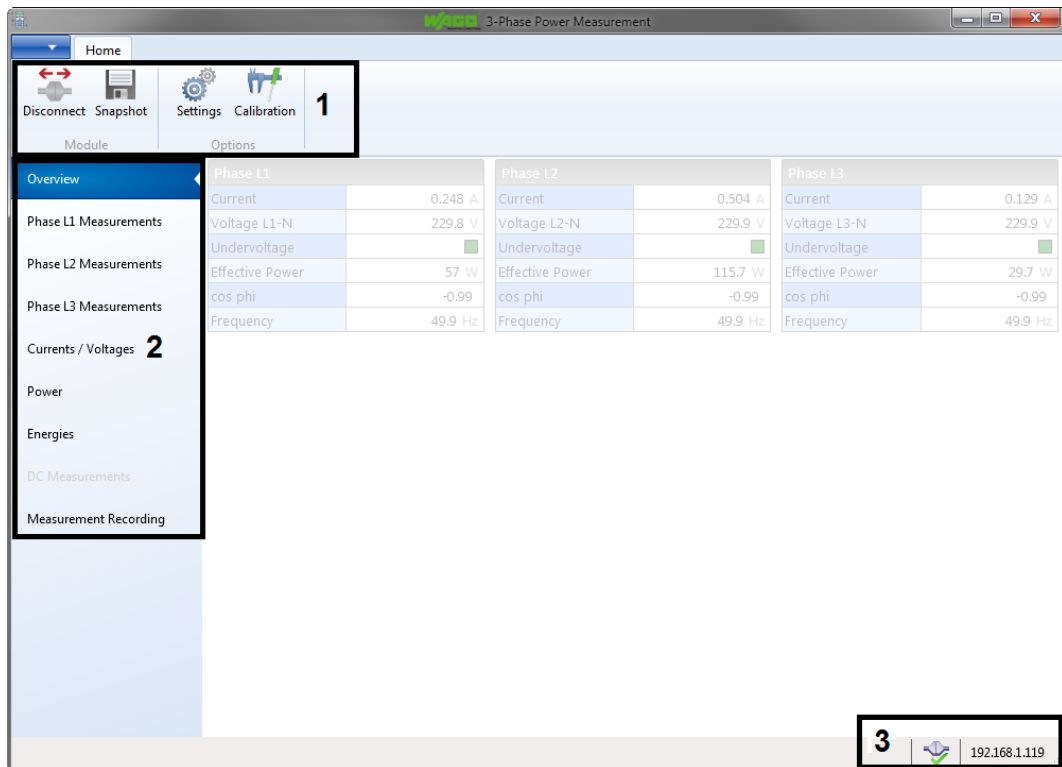 WAGO 3-Phase Power Measurement
Home
Disconnect Snapshot Settings Calibration 1
Module Options
Overview
Phase L1 Measurements
Phase L2 Measurements
Phase L3 Measurements
Currents / Voltages 2
Power
Energies
DC Measurements
Measurement Recording
Phase L1
Current 0.248 A
Voltage L1-N 229.8 V
Undervoltage
Effective Power 57 W
cos phi -0.99
Frequency 49.9 Hz
Phase L2
Current 0.504 A
Voltage L2-N 229.9 V
Undervoltage
Effective Power 115.7 W
cos phi -0.99
Frequency 49.9 Hz
Phase L3
Current 0.129 A
Voltage L3-N 229.9 V
Undervoltage
Effective Power 29.7 W
cos phi -0.99
Frequency 49.9 Hz
3 192.168.1.119